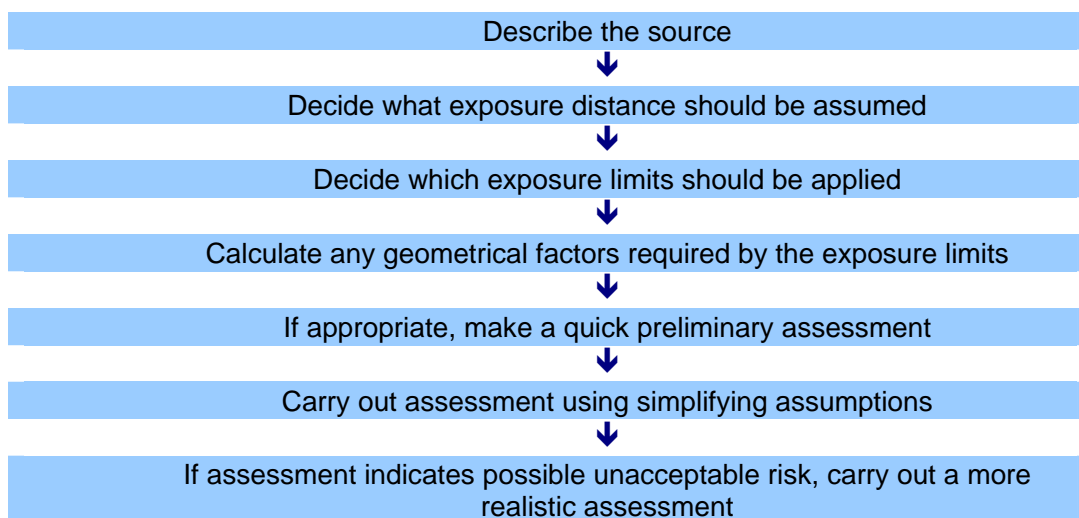 Describe the source
Decide what exposure distance should be assumed
Decide which exposure limits should be applied
Calculate any geometrical factors required by the exposure limits
If appropriate, make a quick preliminary assessment
Carry out assessment using simplifying assumptions
If assessment indicates possible unacceptable risk, carry out a more
realistic assessment